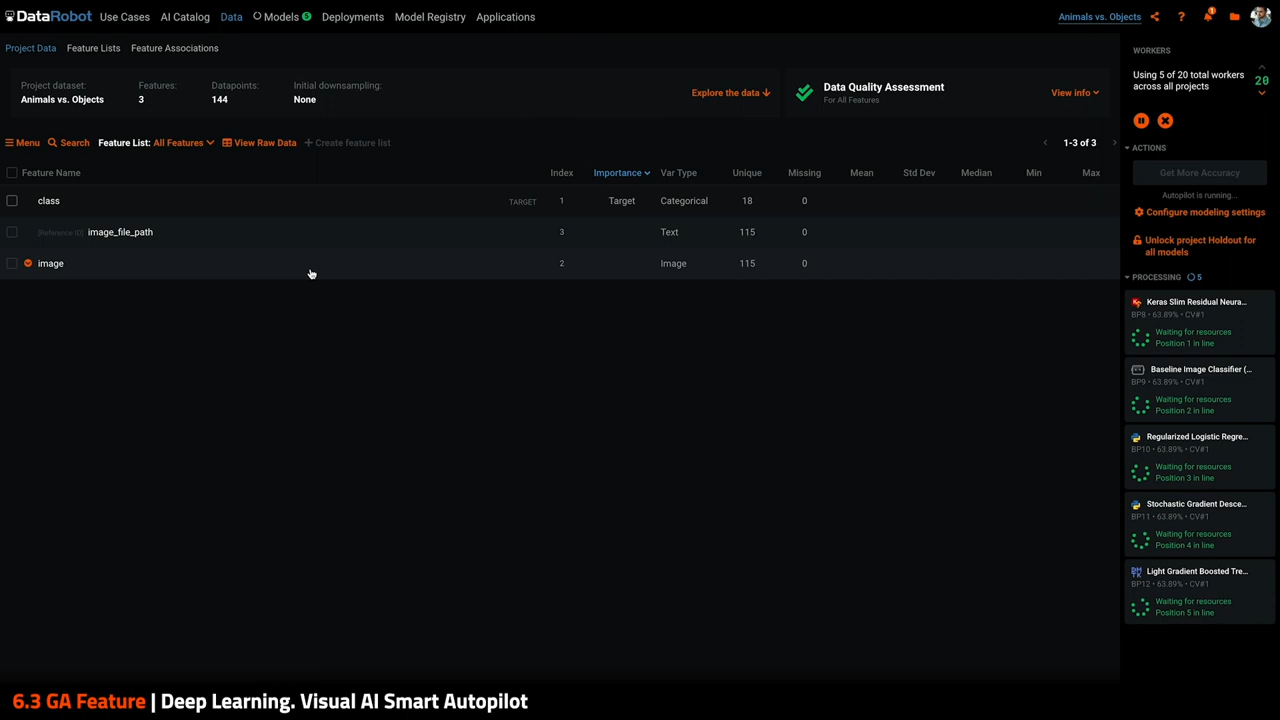 DataRobot Use Cases AI Catalog Data Models 5 Deployments Model Registry Applications Animals vs. Objects ? 1
Project Data Feature Lists Feature Associations
Project dataset: Features: Datapoints: Initial downsampling:
Animals vs. Objects 3 144 None
Explore the data
Data Quality Assessment
For All Features
View info
Menu Search Feature List: All Features View Raw Data + Create feature list 1-3 of 3
Feature Name Index Importance Var Type Unique Missing Mean Std Dev Median Min Max
class TARGET 1 Target Categorical 18 0
[Reference ID] image_file_path 3 Text 115 0
image 2 Image 115 0
WORKERS
Using 5 of 20 total workers
across all projects
20
ACTIONS
Get More Accuracy
Autopilot is running...
Configure modeling settings
Unlock project Holdout for
all models
PROCESSING 5
Keras Slim Residual Neura...
BP8 • 63.89% • CV#1
Waiting for resources
Position 1 in line
Baseline Image Classifier (...
BP9 • 63.89% • CV#1
Waiting for resources
Position 2 in line
Regularized Logistic Regre...
BP10 • 63.89% • CV#1
Waiting for resources
Position 3 in line
Stochastic Gradient Desce...
BP11 • 63.89% • CV#1
Waiting for resources
Position 4 in line
Light Gradient Boosted Tre...
BP12 • 63.89% • CV#1
Waiting for resources
Position 5 in line
6.3 GA Feature | Deep Learning. Visual AI Smart Autopilot